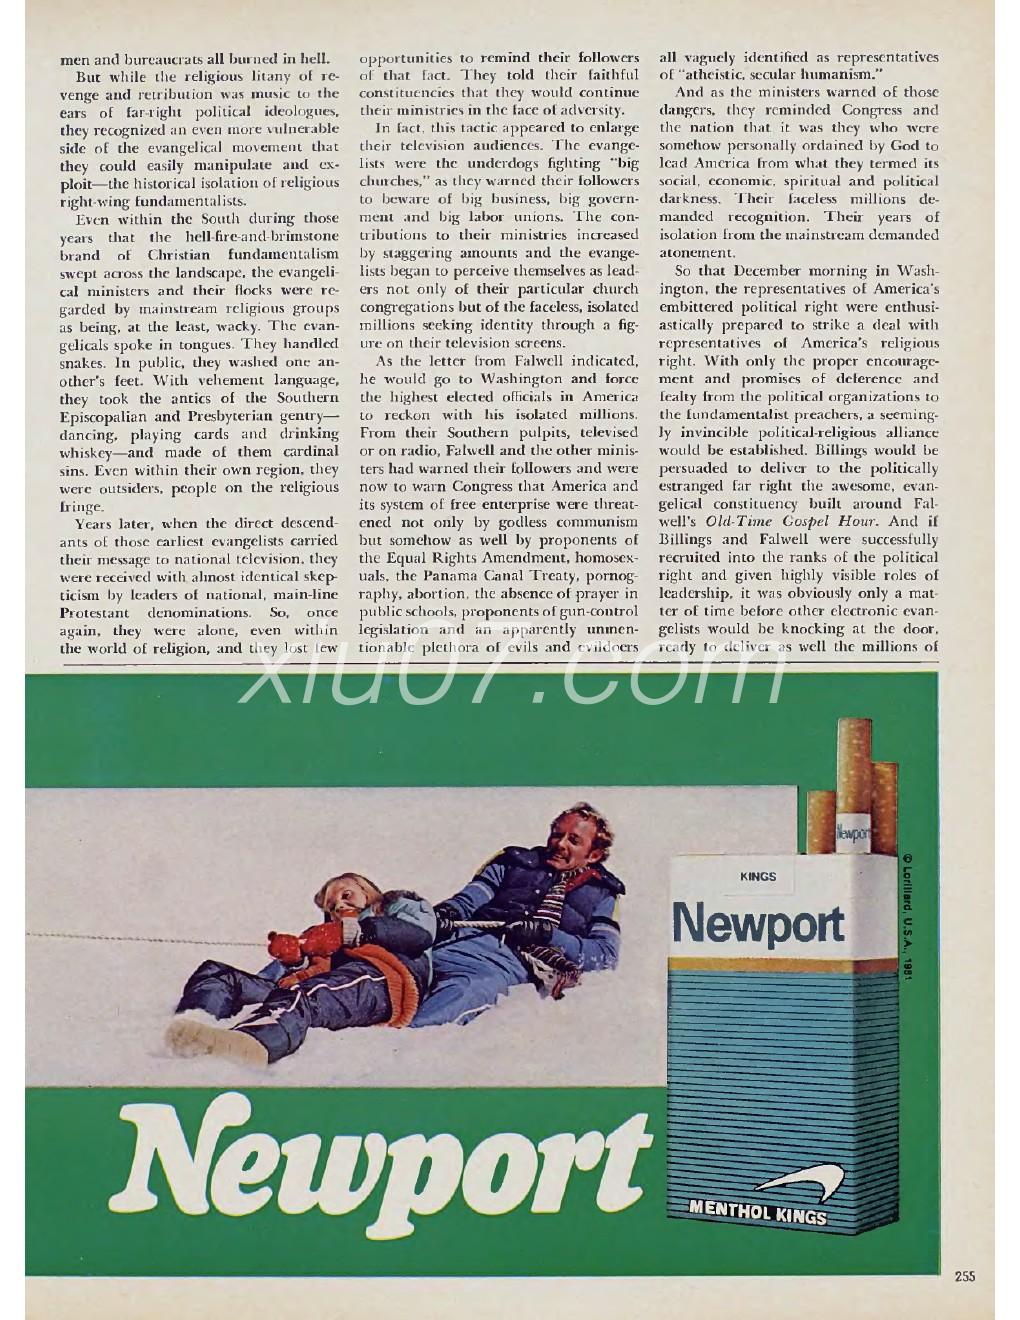 men and bureaucrats all burned in hell.
But while the religious litany of re-
venge and retribution was music to the
ears of far-right political ideologues,
they recognized an even more vulnerable
side of the evangelical movement that
they could easily manipulate and ex-
ploit—the historical isolation of religious
right-wing fundamentalists.
Even within the South during those
years that the hell-fire-and-brimstone
brand of Christian fundamentalism
swept across the landscape, the evangeli-
cal ministers and their flocks were re-
garded by mainstream religious groups
as being, at the least, wacky. The evan-
gelicals spoke in tongues. They handled
snakes. In public, they washed one an-
other's feet. With vehement language,
they took the antics of the Southern
Episcopalian and Presbyterian gentry—
dancing, playing cards and drinking
whiskey—and made of them cardinal
sins. Even within their own region, they
were outsiders, people on the religious
fringe.
Years later, when the direct descend-
ants of those earliest evangelists carried
their message to national television, they
were received with almost identical skep-
ticism by leaders of national, main-line
Protestant denominations. So, once
again, they were alone, even within
the world of religion, and they lost few
opportunities to remind their followers
of that fact. They told their faithful
constituencies that they would continue
their ministries in the face of adversity.
In fact, this tactic appeared to enlarge
their television audiences. The evange-
lists were the underdogs fighting "big
churches," as they warned their followers
to beware of big business, big govern-
ment and big labor unions. The con-
tributions to their ministries increased
by staggering amounts and the evange-
lists began to perceive themselves as lead-
ers not only of their particular church
congregations but of the faceless, isolated
millions seeking identity through a fig-
ure on their television screens.
As the letter from Falwell indicated,
he would go to Washington and force
the highest elected officials in America
to reckon with his isolated millions.
From their Southern pulpits, televised
or on radio, Falwell and the other minis-
ters had warned their followers and were
now to warn Congress that America and
its system of free enterprise were threat-
ened not only by godless communism
but somehow as well by proponents of
the Equal Rights Amendment, homosex-
uals, the Panama Canal Treaty, pornog-
raphy, abortion, the absence of prayer in
public schools, proponents of gun-control
legislation and an apparently unmen-
tionable plethora of evils and evildoers
all vaguely identified as representatives
of "atheistic, secular humanism."
And as the ministers warned of those
dangers, they reminded Congress and
the nation that it was they who were
somehow personally ordained by God to
lead America from what they termed its
social, economic, spiritual and political
darkness. Their faceless millions de-
manded recognition. Their years of
isolation from the mainstream demanded
atonement.
So that December morning in Wash-
ington, the representatives of America's
embittered political right were enthusi-
astically prepared to strike a deal with
representatives of America's religious
right. With only the proper encourage-
ment and promises of deference and
fealty from the political organizations to
the fundamentalist preachers, a seeming-
ly invincible political-religious alliance
would be established. Billings would be
persuaded to deliver to the politically
estranged far right the awesome, evan-
gelical constituency built around Fal-
well's Old-Time Gospel Hour. And if
Billings and Falwell were successfully
recruited into the ranks of the political
right and given highly visible roles of
leadership, it was obviously only a mat-
ter of time before other electronic evan-
gelists would be knocking at the door,
ready to deliver as well the millions of
xiu07.com
Newport
KINGS
Newport
© Lorillard, U.S.A., 1981
MENTHOL KINGS
Newport
255